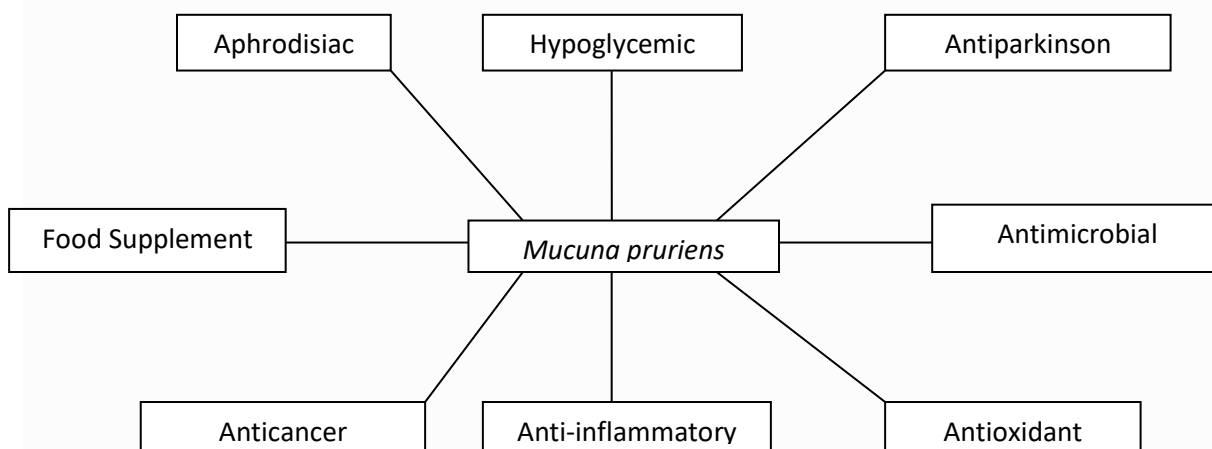 Aphrodisiac
Hypoglycemic
Antiparkinson
Food Supplement
Mucuna pruriens
Antimicrobial
Anticancer
Anti-inflammatory
Antioxidant